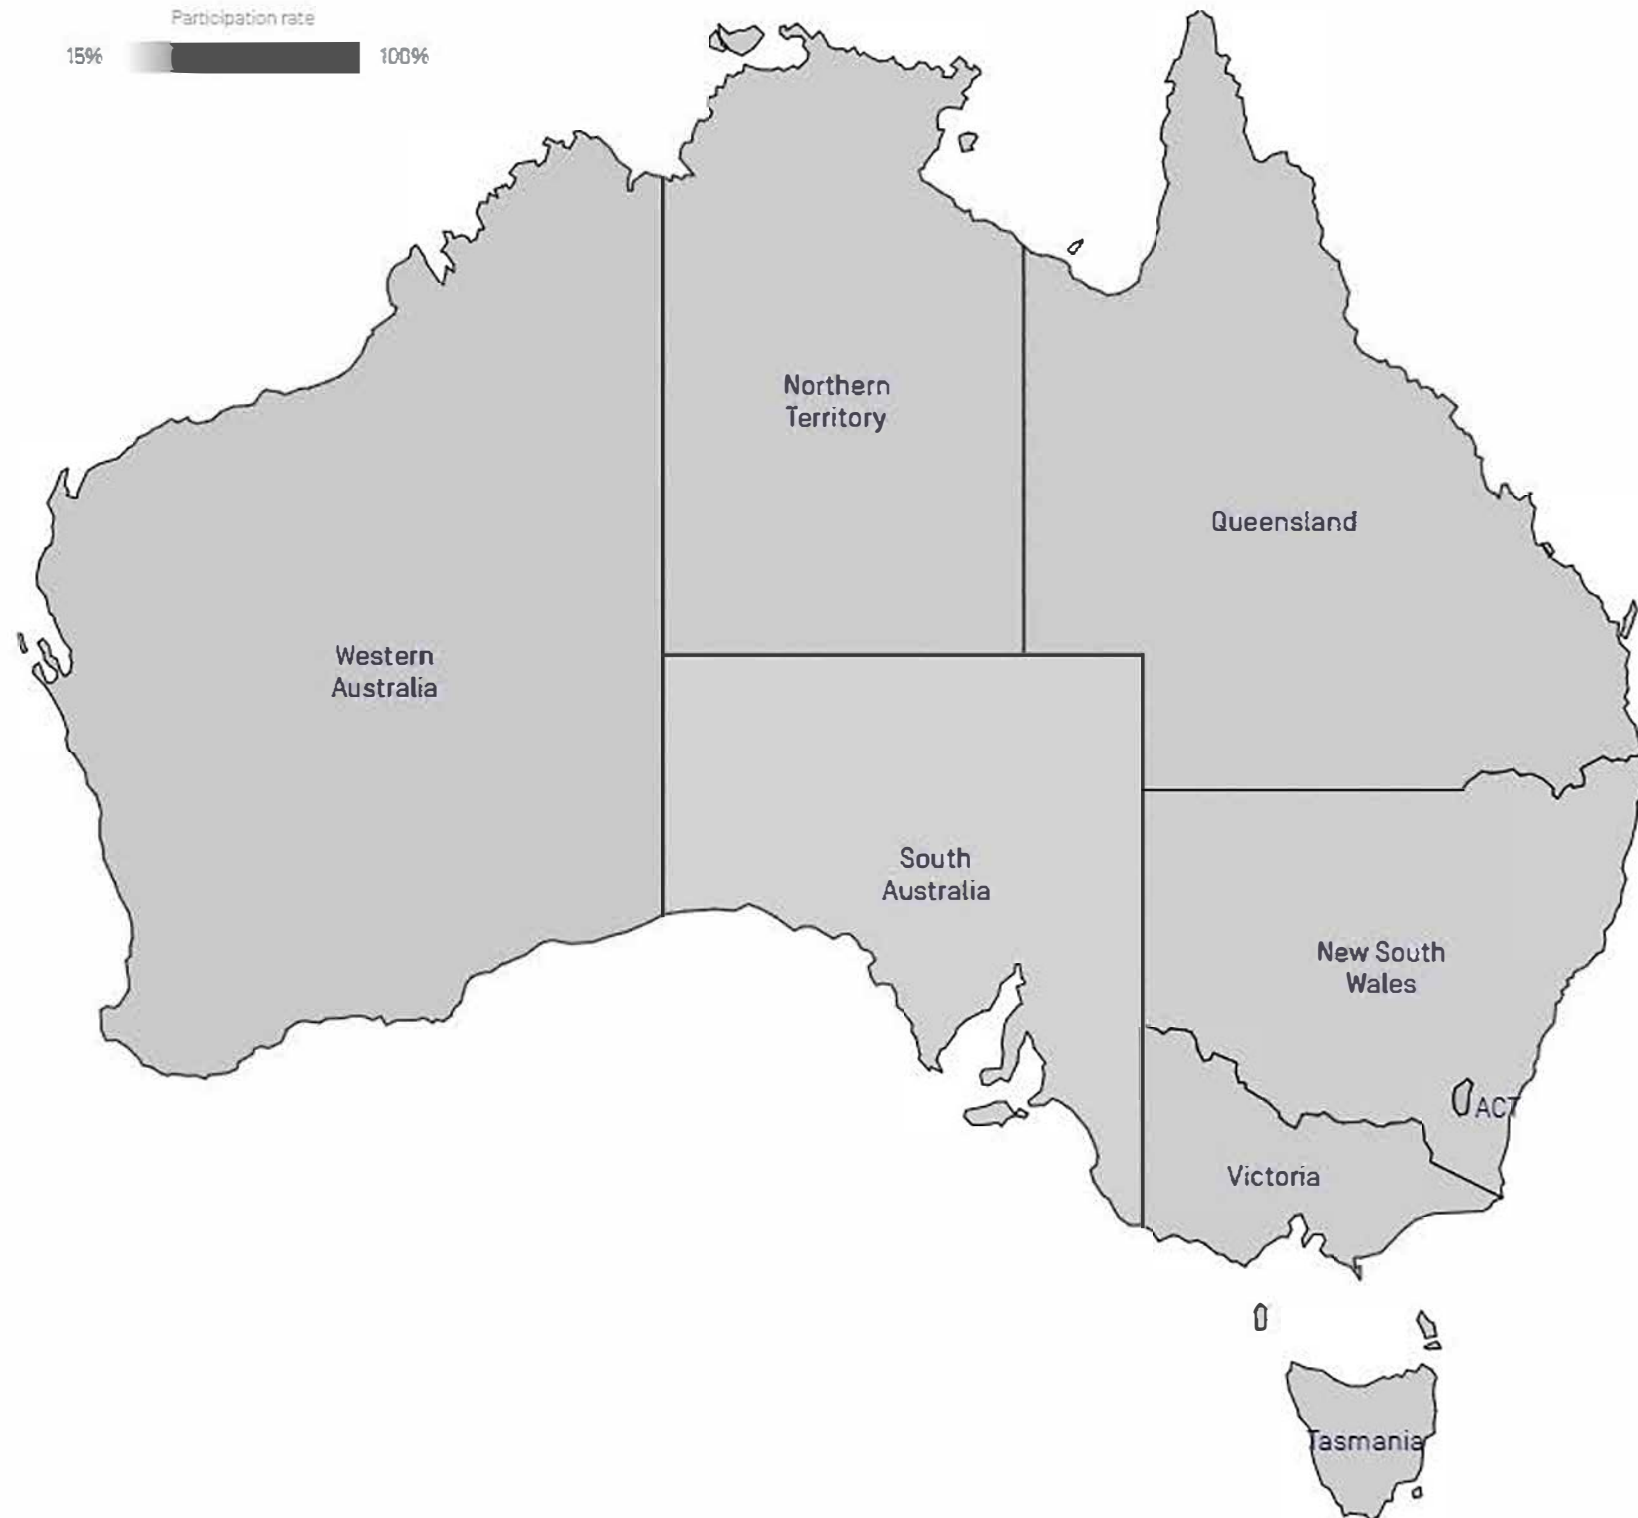 Participation rate
15% 100%
Northern
Territory
Queensland
Western
Australia
South
Australia
New South
Wales
ACT
Victoria
Tasmania